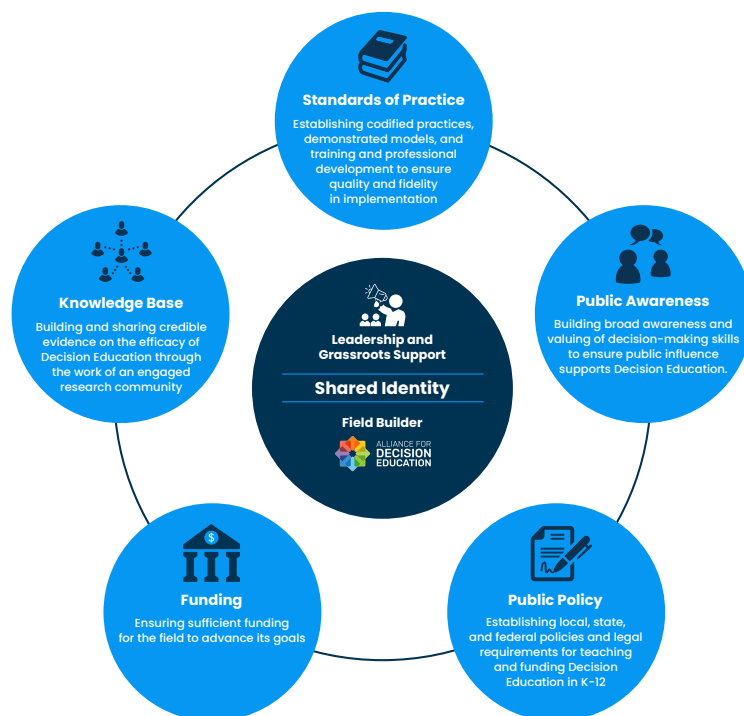 Standards of Practice
Establishing codified practices,
demonstrated models, and
training and professional
development to ensure
quality and fidelity
in implementation
Knowledge Base
Building and sharing credible
evidence on the efficacy of
Decision Education through
the work of an engaged
research community
Public Awareness
Building broad awareness and
valuing of decision-making skills
to ensure public influence
supports Decision Education.
Leadership and
Grassroots Support
Shared Identity
Field Builder
ALLIANCE FOR
DECISION
EDUCATION
$
Funding
Ensuring sufficient funding
for the field to advance its goals
Public Policy
Establishing local, state,
and federal policies and legal
requirements for teaching
and funding Decision
Education in K-12